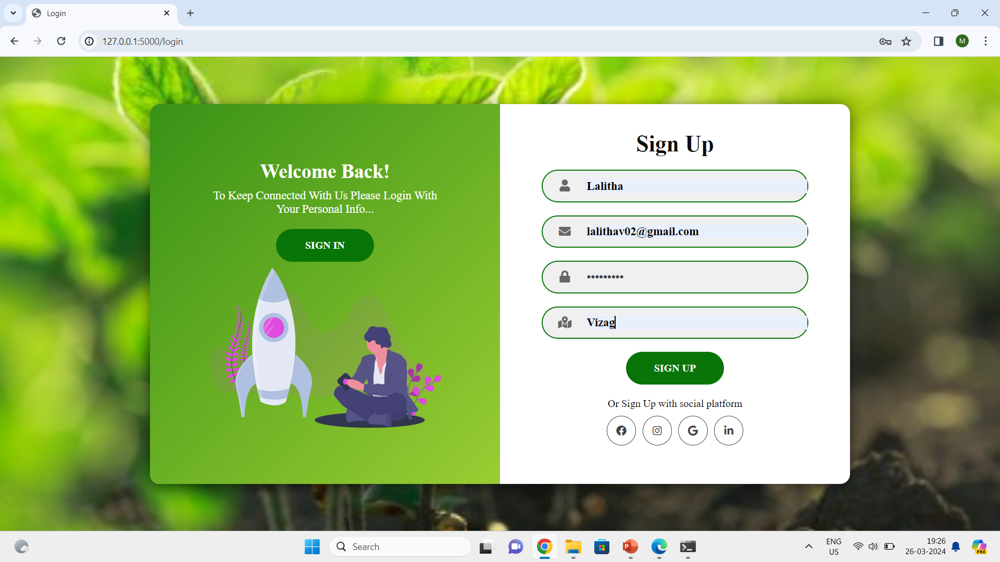 Login
127.0.0.1:5000/login
M
Welcome Back!
To Keep Connected With Us Please Login With
Your Personal Info...
SIGN IN
Sign Up
Lalitha
lalithav02@gmail.com
•••••••••
Vizag
SIGN UP
Or Sign Up with social platform
Search
ENG
US
19:26
26-03-2024
PRE